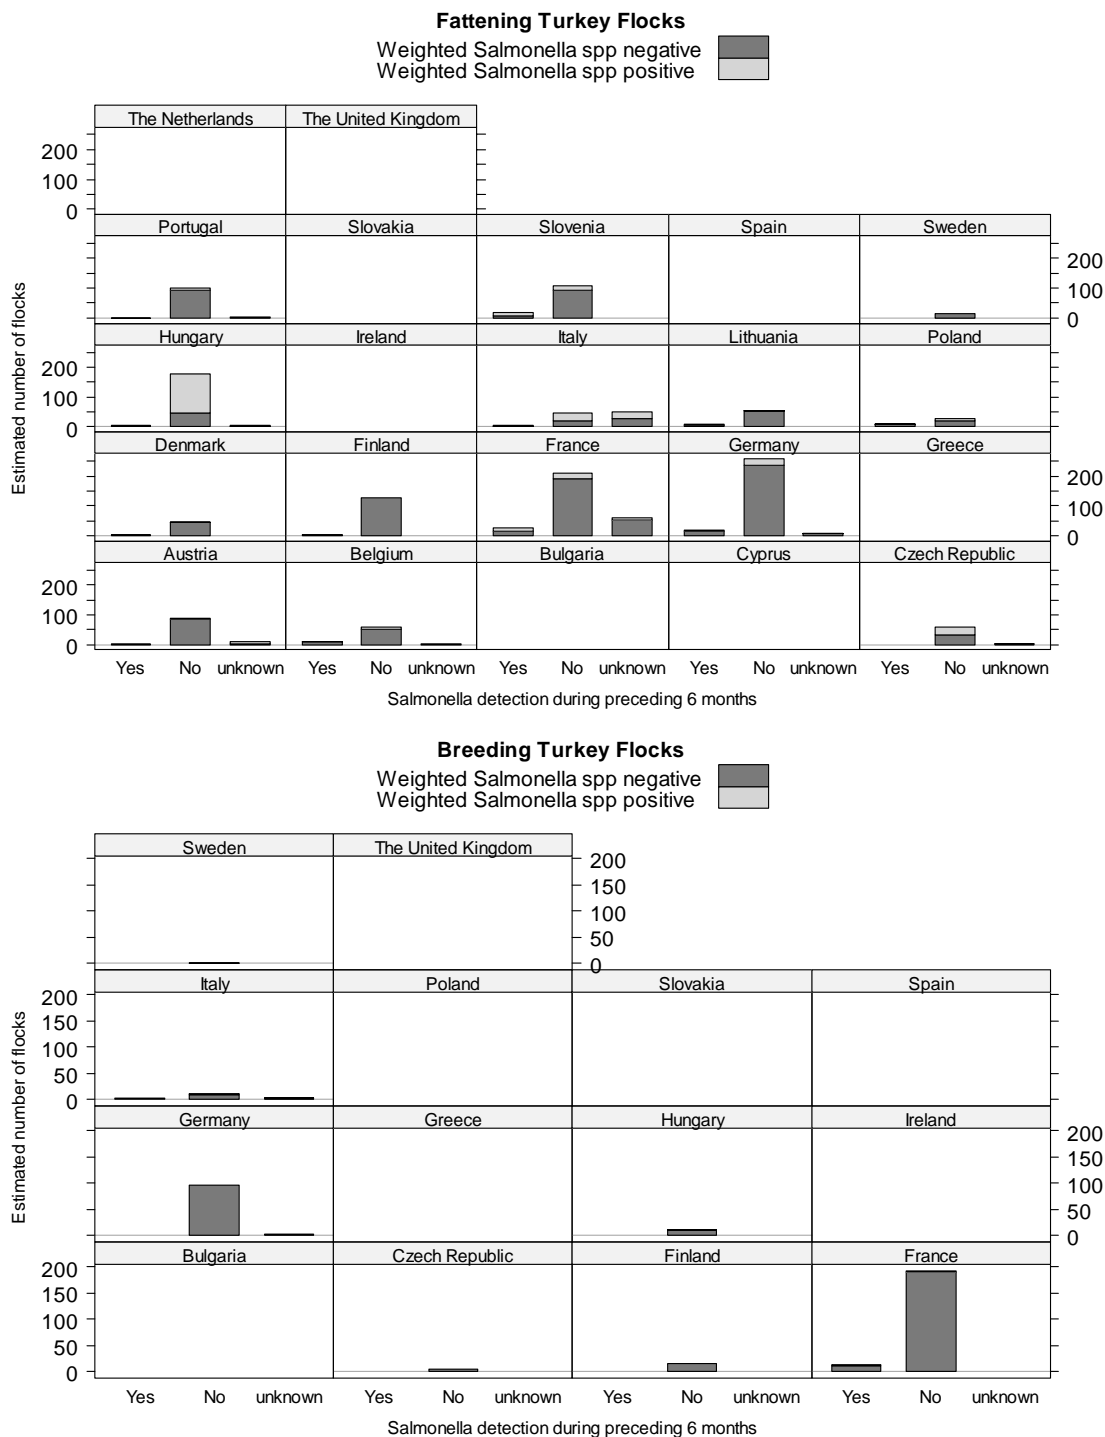 Fattening Turkey Flocks
Weighted Salmonella spp negative
Weighted Salmonella spp positive
The Netherlands The United Kingdom
200
100
0
Portugal Slovakia Slovenia Spain Sweden
200
100
0
Hungary Ireland Italy Lithuania Poland
200
100
0
Denmark Finland France Germany Greece
200
100
0
Austria Belgium Bulgaria Cyprus Czech Republic
200
100
0
Yes No unknown Yes No unknown Yes No unknown Yes No unknown Yes No unknown
Estimated number of flocks
Salmonella detection during preceding 6 months
Breeding Turkey Flocks
Weighted Salmonella spp negative
Weighted Salmonella spp positive
Sweden The United Kingdom
200
150
100
50
0
Italy Poland Slovakia Spain
200
150
100
50
0
Germany Greece Hungary Ireland
200
150
100
50
0
Bulgaria Czech Republic Finland France
200
150
100
50
0
Yes No unknown Yes No unknown Yes No unknown Yes No unknown
Estimated number of flocks
Salmonella detection during preceding 6 months